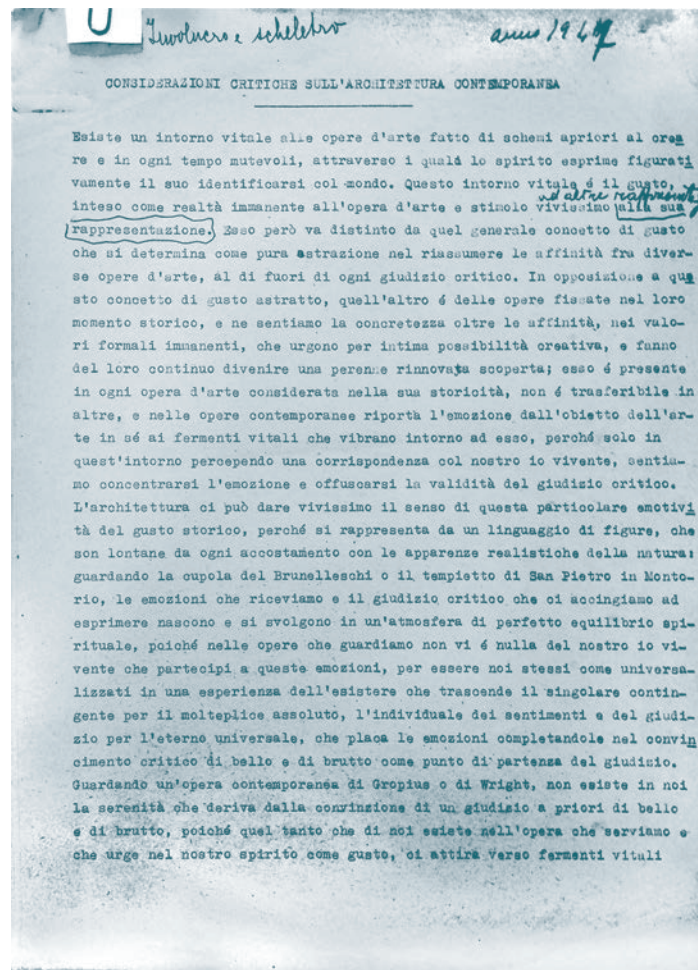 U
Involucro e scheletro
anno 1947
CONSIDERAZIONI CRITICHE SULL'ARCHITETTURA CONTEMPORANEA
Esiste un intorno vitale alle opere d'arte fatto di schemi apriori al crea
re e in ogni tempo mutevoli, attraverso i quali lo spirito esprime figurati
vamente il suo identificarsi col mondo. Questo intorno vitale é il gusto,
ad altre
inteso come realtà immanente all'opera d'arte e stimolo vivissimo alla sua
rappresentazione. Esso però va distinto da quel generale concetto di gusto
che si determina come pura astrazione nel riassumere le affinità fra diver-
se opere d'arte, al di fuori di ogni giudizio critico. In opposizione a que
sto concetto di gusto astratto, quell'altro é delle opere fissate nel loro
momento storico, e ne sentiamo la concretezza oltre le affinità, nei valo-
ri formali immanenti, che urgono per intima possibilità creativa, e fanno
del loro continuo divenire una perenne rinnovata scoperta; esso é presente
in ogni opera d'arte considerata nella sua storicità, non é trasferibile in
altre, e nelle opere contemporanee riporta l'emozione dall'obietto dell'ar-
te in sé ai fermenti vitali che vibrano intorno ad esso, perché solo in
quest'intorno percependo una corrispondenza col nostro io vivente, sentia-
mo concentrarsi l'emozione e offuscarsi la validità del giudizio critico.
L'architettura ci può dare vivissimo il senso di questa particolare emotivi
tà del gusto storico, perché si rappresenta da un linguaggio di figure, che
son lontane da ogni accostamento con le apparenze realistiche della natura:
guardando la cupola del Brunelleschi o il tempietto di San Pietro in Monto-
rio, le emozioni che riceviamo e il giudizio critico che ci accingiamo ad
esprimere nascono e si svolgono in un'atmosfera di perfetto equilibrio spi-
rituale, poiché nelle opere che guardiamo non vi é nulla del nostro io vi-
vente che partecipi a queste emozioni, per essere noi stessi come universa-
lizzati in una esperienza dell'esistere che trascende il singolare contin-
gente per il molteplice assoluto, l'individuale dei sentimenti e del giudi-
zio per l'eterno universale, che placa le emozioni completandole nel convin
cimento critico di bello e di brutto come punto di partenza del giudizio.
Guardando un'opera contemporanea di Gropius o di Wright, non esiste in noi
la serenità che deriva dalla convinzione di un giudizio a priori di bello
e di brutto, poiché quel tanto che di noi esiste nell'opera che serviamo e
che urge nel nostro spirito come gusto, ci attira verso fermenti vitali